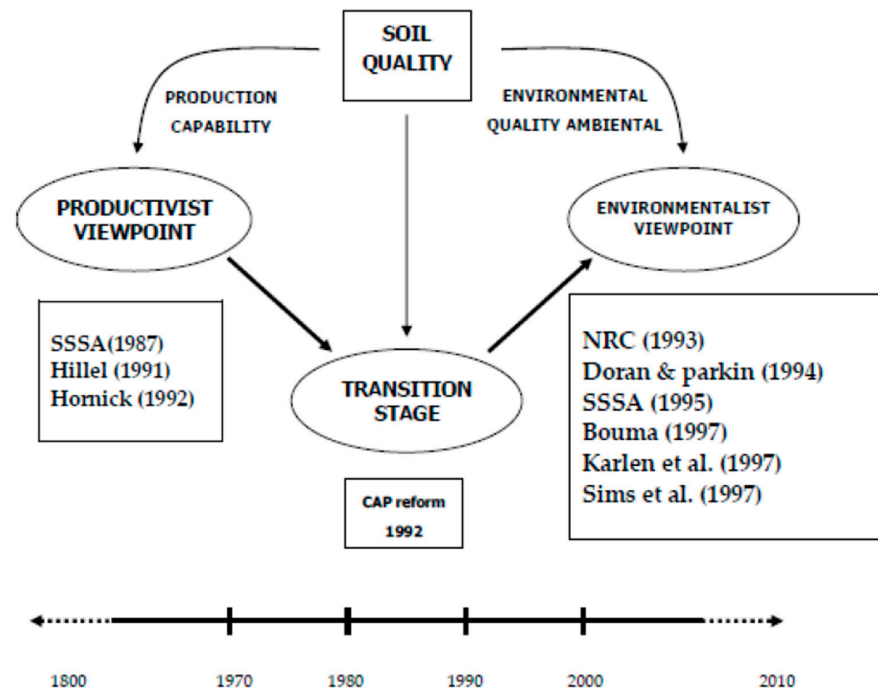 SOIL
QUALITY
PRODUCTION
CAPABILITY
ENVIRONMENTAL
QUALITY AMBIENTAL
PRODUCTIVIST
VIEWPOINT
ENVIRONMENTALIST
VIEWPOINT
SSSA(1987)
Hillel (1991)
Hornick (1992)
TRANSITION
STAGE
NRC (1993)
Doran & parkin (1994)
SSSA (1995)
Bouma (1997)
Karlen et al. (1997)
Sims et al. (1997)
CAP reform
1992
1800 1970 1980 1990 2000 2010